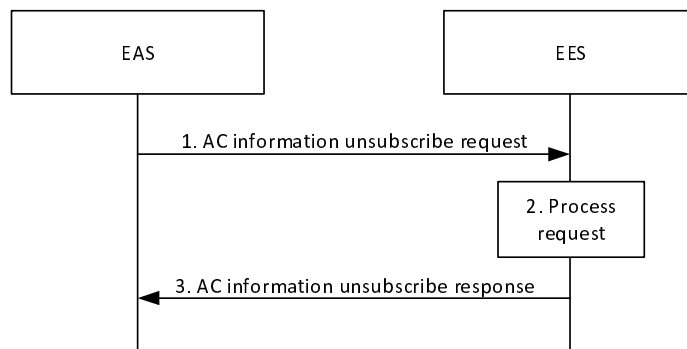 EAS
EES
1. AC information unsubscribe request
2. Process
request
3. AC information unsubscribe response